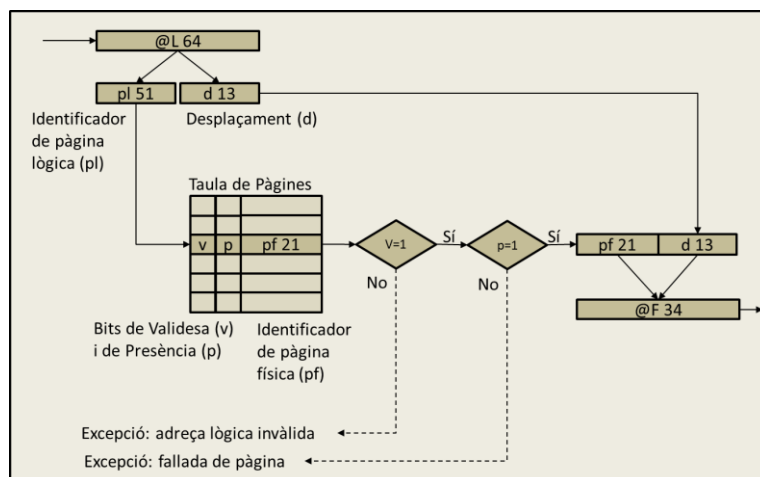 @L 64
pl 51
d 13
Identificador
de pàgina
lògica (pl)
Desplaçament (d)
Taula de Pàgines
v
p
pf 21
V=1
Sí
p=1
Sí
pf 21
d 13
No
No
@F 34
Bits de Validesa (v)
i de Presència (p)
Identificador
de pàgina
física (pf)
Excepció: adreça lògica invàlida
Excepció: fallada de pàgina